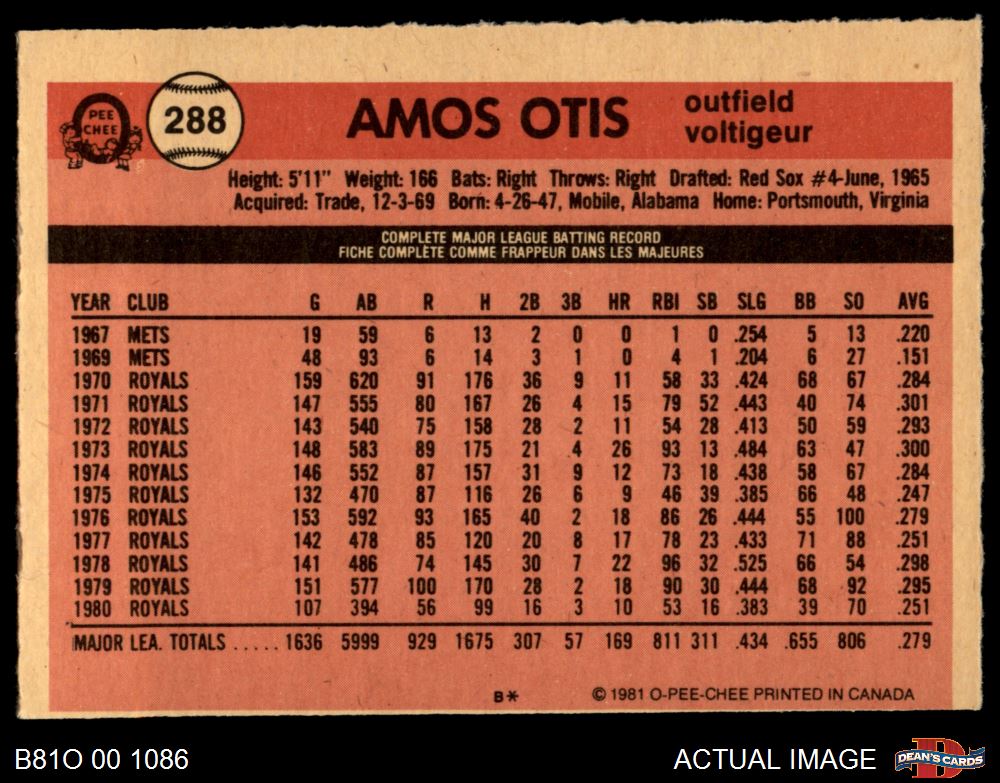 PEE
CHEE
288
AMOS OTIS
outfield
voltigeur
Height: 5'11" Weight: 166 Bats: Right Throws: Right Drafted: Red Sox #4-June, 1965
Acquired: Trade, 12-3-69 Born: 4-26-47, Mobile, Alabama Home: Portsmouth, Virginia
COMPLETE MAJOR LEAGUE BATTING RECORD
FICHE COMPLÈTE COMME FRAPPEUR DANS LES MAJEURES
YEAR CLUB G AB R H 2B 3B HR RBI SB SLG BB SO AVG
1967 METS 19 59 6 13 2 0 0 1 0 .254 5 13 .220
1969 METS 48 93 6 14 3 1 0 4 1 .204 6 27 .151
1970 ROYALS 159 620 91 176 36 9 11 58 33 .424 68 67 .284
1971 ROYALS 147 555 80 167 26 4 15 79 52 .443 40 74 .301
1972 ROYALS 143 540 75 158 28 2 11 54 28 .413 50 59 .293
1973 ROYALS 148 583 89 175 21 4 26 93 13 .484 63 47 .300
1974 ROYALS 146 552 87 157 31 9 12 73 18 .438 58 67 .284
1975 ROYALS 132 470 87 116 26 6 9 46 39 .385 66 48 .247
1976 ROYALS 153 592 93 165 40 2 18 86 26 .444 55 100 .279
1977 ROYALS 142 478 85 120 20 8 17 78 23 .433 71 88 .251
1978 ROYALS 141 486 74 145 30 7 22 96 32 .525 66 54 .298
1979 ROYALS 151 577 100 170 28 2 18 90 30 .444 68 92 .295
1980 ROYALS 107 394 56 99 16 3 10 53 16 .383 39 70 .251
MAJOR LEA. TOTALS ..... 1636 5999 929 1675 307 57 169 811 311 .434 .655 806 .279
B* © 1981 O-PEE-CHEE PRINTED IN CANADA
B81O 00 1086
ACTUAL IMAGE
DEAN'S CARDS